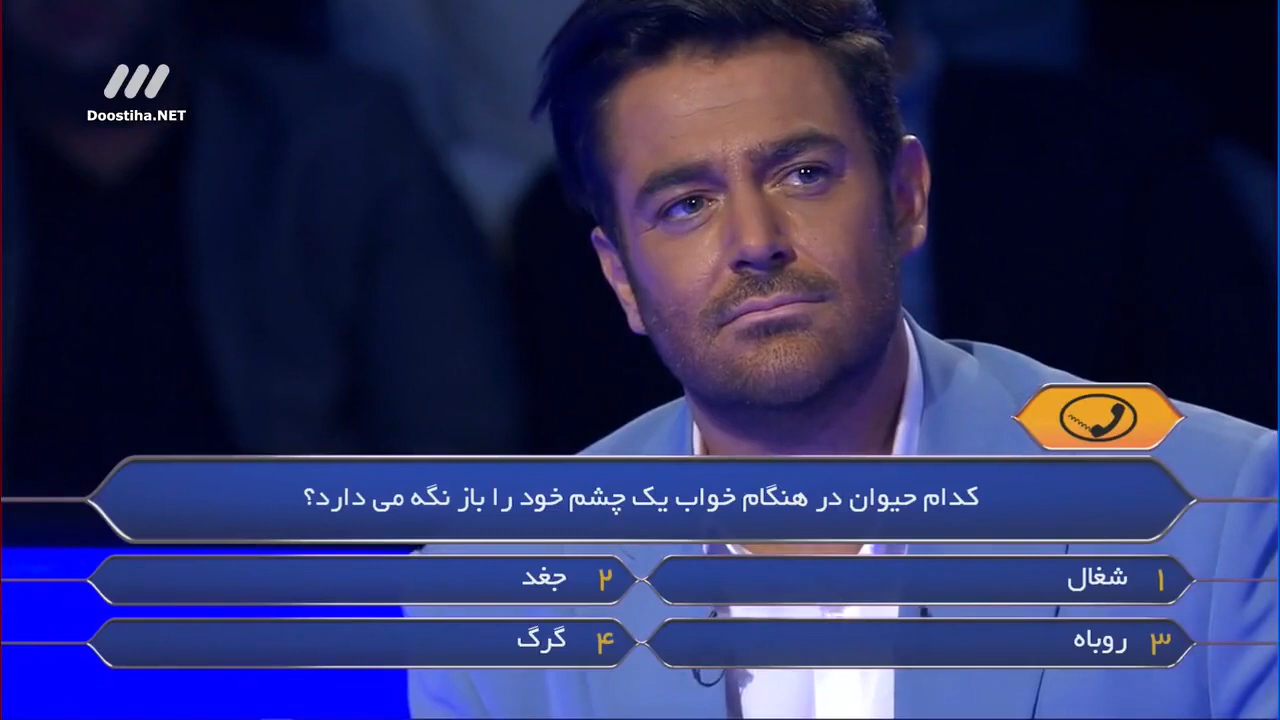 Doostiha.NET
کدام حیوان در هنگام خواب یک چشم خود را باز نگه می دارد؟
۱ شغال
۲ جغد
۳ روباه
۴ گرگ